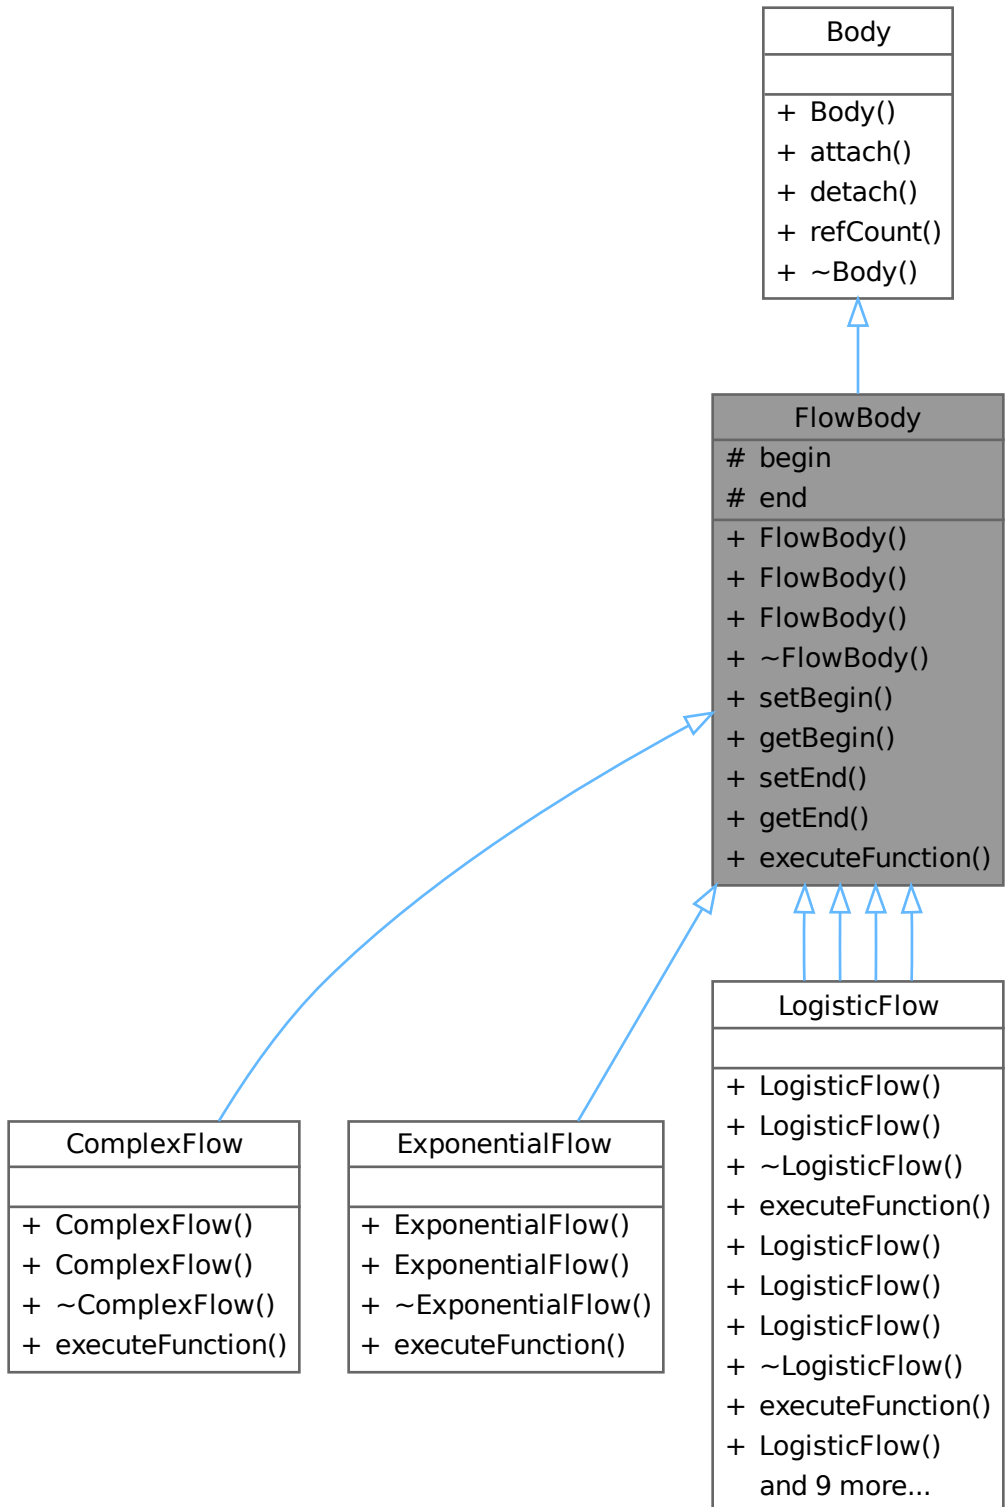 Body
+ Body()
+ attach()
+ detach()
+ refCount()
+ ~Body()
FlowBody
# begin
# end
+ FlowBody()
+ FlowBody()
+ FlowBody()
+ ~FlowBody()
+ setBegin()
+ getBegin()
+ setEnd()
+ getEnd()
+ executeFunction()
ComplexFlow
+ ComplexFlow()
+ ComplexFlow()
+ ~ComplexFlow()
+ executeFunction()
ExponentialFlow
+ ExponentialFlow()
+ ExponentialFlow()
+ ~ExponentialFlow()
+ executeFunction()
LogisticFlow
+ LogisticFlow()
+ LogisticFlow()
+ ~LogisticFlow()
+ executeFunction()
+ LogisticFlow()
+ LogisticFlow()
+ LogisticFlow()
+ ~LogisticFlow()
+ executeFunction()
+ LogisticFlow()
and 9 more...